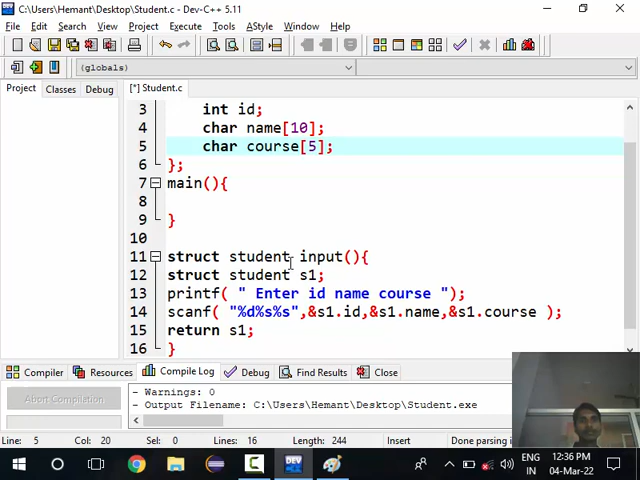 C:\Users\Hemant\Desktop\Student.c - Dev-C++ 5.11
File Edit Search View Project Execute Tools AStyle Window Help
(globals)
Project Classes Debug
[*] Student.c
3 int id;
4 char name[10];
5 char course[5];
6 };
7 main(){
8
9 }
10
11 struct student input(){
12 struct student s1;
13 printf( " Enter id name course ");
14 scanf( "%d%s%s",&s1.id,&s1.name,&s1.course );
15 return s1;
16 }
Compiler Resources Compile Log Debug Find Results Close
Abort Compilation
- Warnings: 0
- Output Filename: C:\Users\Hemant\Desktop\Student.exe
Line: 5 Col: 20 Sel: 0 Lines: 16 Length: 244 Insert Done parsing i
DEV
ENG
IN
12:36 PM
04-Mar-22